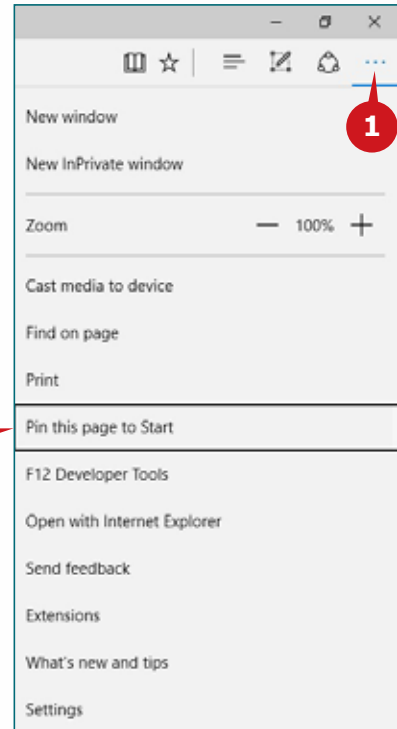 1
New window
New InPrivate window
Zoom — 100% +
Cast media to device
Find on page
Print
Pin this page to Start
F12 Developer Tools
Open with Internet Explorer
Send feedback
Extensions
What's new and tips
Settings